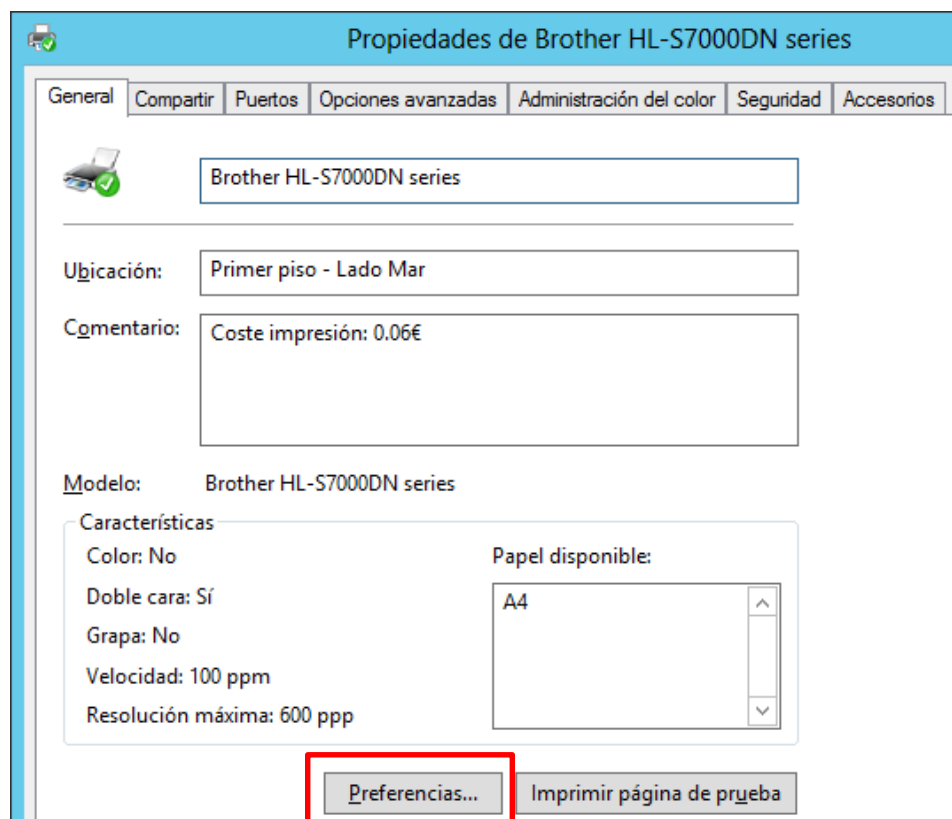 Propiedades de Brother HL-S7000DN series
General Compartir Puertos Opciones avanzadas Administración del color Seguridad Accesorios
Brother HL-S7000DN series
Ubicación: Primer piso - Lado Mar
Comentario: Coste impresión: 0.06€
Modelo: Brother HL-S7000DN series
Características
Color: No Papel disponible:
Doble cara: Sí A4
Grapa: No
Velocidad: 100 ppm
Resolución máxima: 600 ppp
Preferencias... Imprimir página de prueba